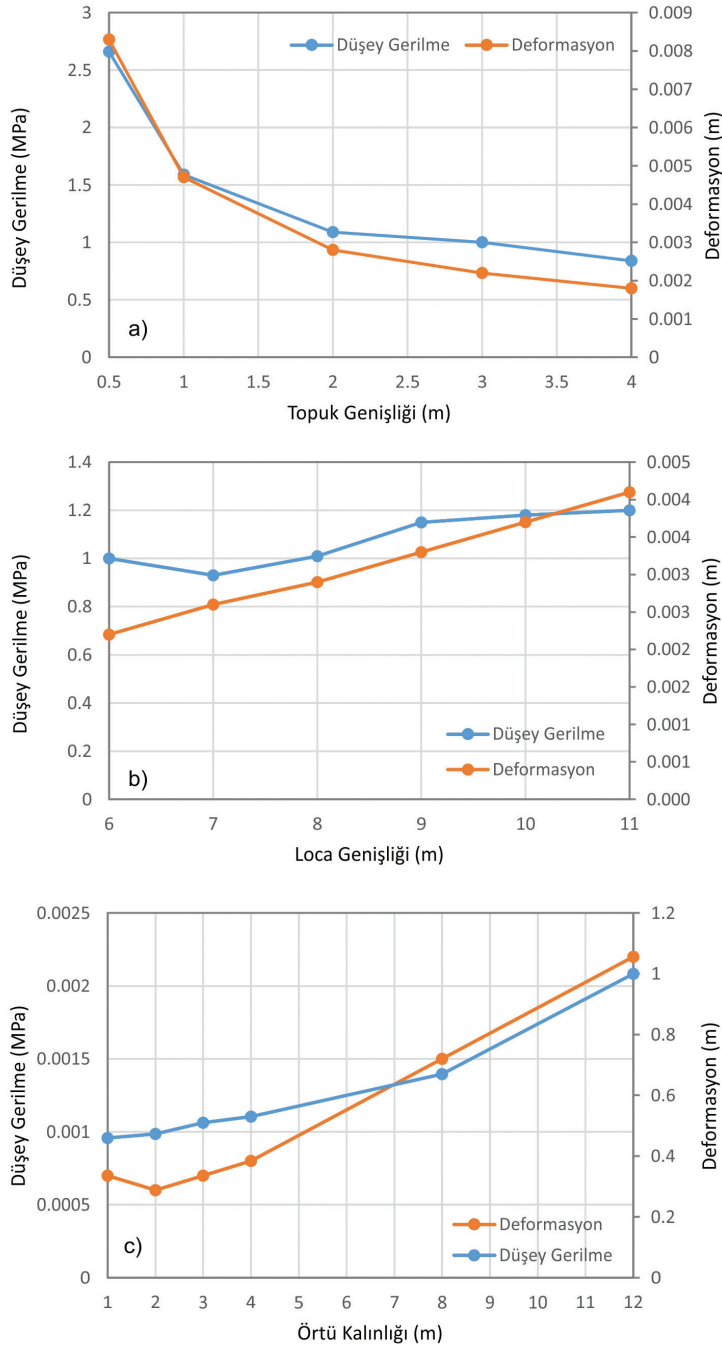 3
2.5
2
1.5
1
0.5
0
Düşey Gerilme (MPa)
Düşey Gerilme
Deformasyon
0.009
0.008
0.007
0.006
0.005
0.004
0.003
0.002
0.001
0
Deformasyon (m)
a)
0.5 1 1.5 2 2.5 3 3.5 4
Topuk Genişliği (m)
1.4
1.2
1
0.8
0.6
0.4
0.2
0
Düşey Gerilme (MPa)
0.005
0.004
0.004
0.003
0.003
0.002
0.002
0.001
0.001
0.000
Deformasyon (m)
Düşey Gerilme
Deformasyon
b)
6 7 8 9 10 11
Loca Genişliği (m)
0.0025
0.002
0.0015
0.001
0.0005
0
Düşey Gerilme (MPa)
1.2
1
0.8
0.6
0.4
0.2
0
Deformasyon (m)
Deformasyon
Düşey Gerilme
c)
1 2 3 4 5 6 7 8 9 10 11 12
Örtü Kalınlığı (m)